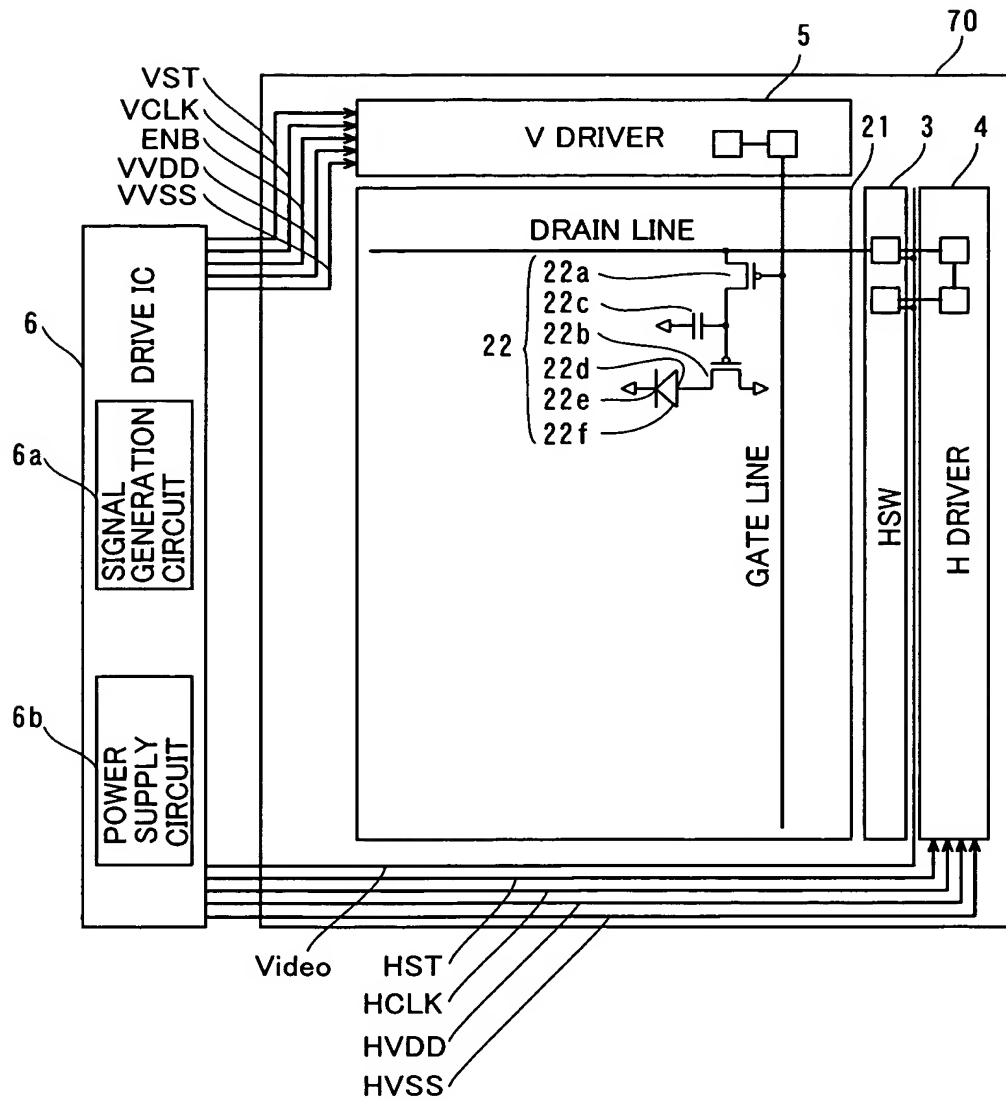 70
5
VST
VCLK
ENB
VVDD
VVSS
V DRIVER
21
3
4
DRAIN LINE
22
22a
22c
22b
22d
22e
22f
GATE LINE
HSW
H DRIVER
6
DRIVE IC
6a
SIGNAL
GENERATION
CIRCUIT
6b
POWER
SUPPLY
CIRCUIT
Video
HST
HCLK
HVDD
HVSS